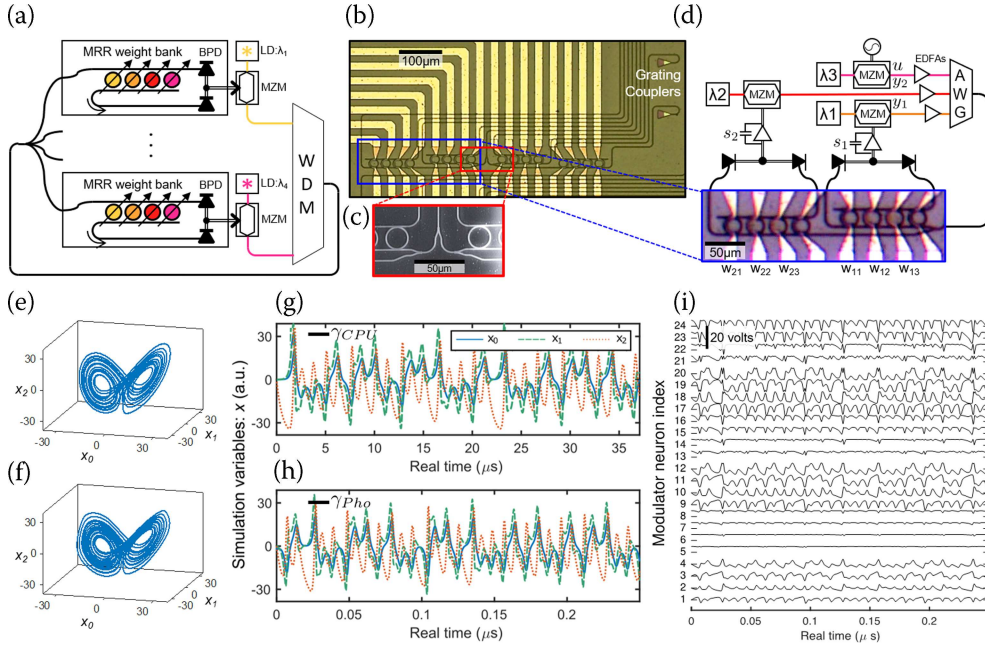 (a)
MRR weight bank
BPD
LD:λ1
MZM
MRR weight bank
BPD
LD:λ4
MZM
W
D
M
(b)
100μm
Grating
Couplers
(c)
50μm
(d)
λ3
MZM
u
y2
EDFAs
λ2
MZM
λ1
MZM
y1
A
W
G
s2
s1
50μm
w21 w22 w23 w11 w12 w13
(e)
30
0
-30
x2
-30
0
30
x0
-30
0
30
x1
(f)
30
0
-30
x2
-30
0
30
x0
-30
0
30
x1
(g)
γCPU
x0 x1 x2
30
0
-30
0 5 10 15 20 25 30 35
Real time (μs)
Simulation variables: x (a.u.)
(h)
γPho
30
0
-30
0 0.05 0.1 0.15 0.2
Real time (μs)
(i)
20 volts
24
23
22
21
20
19
18
17
16
15
14
13
12
11
10
9
8
7
6
5
4
3
2
1
Modulator neuron index
0 0.05 0.1 0.15 0.2
Real time (μ s)